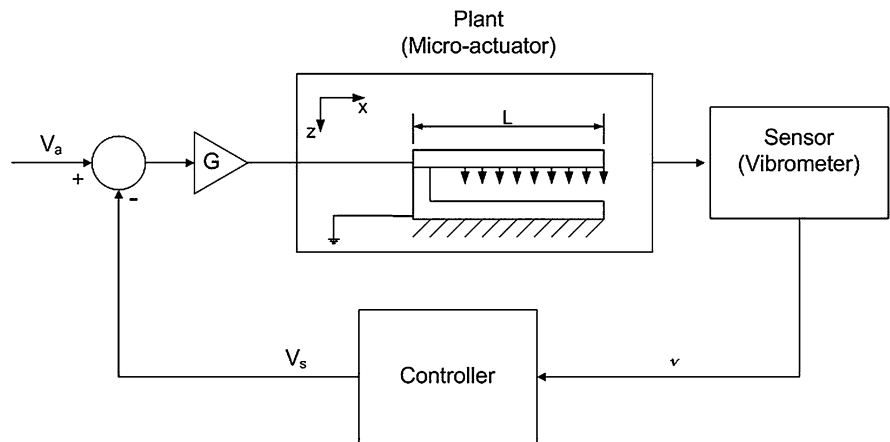 Plant
(Micro-actuator)
x
z
L
Sensor
(Vibrometer)
Va
+
-
G
Vs
Controller
v